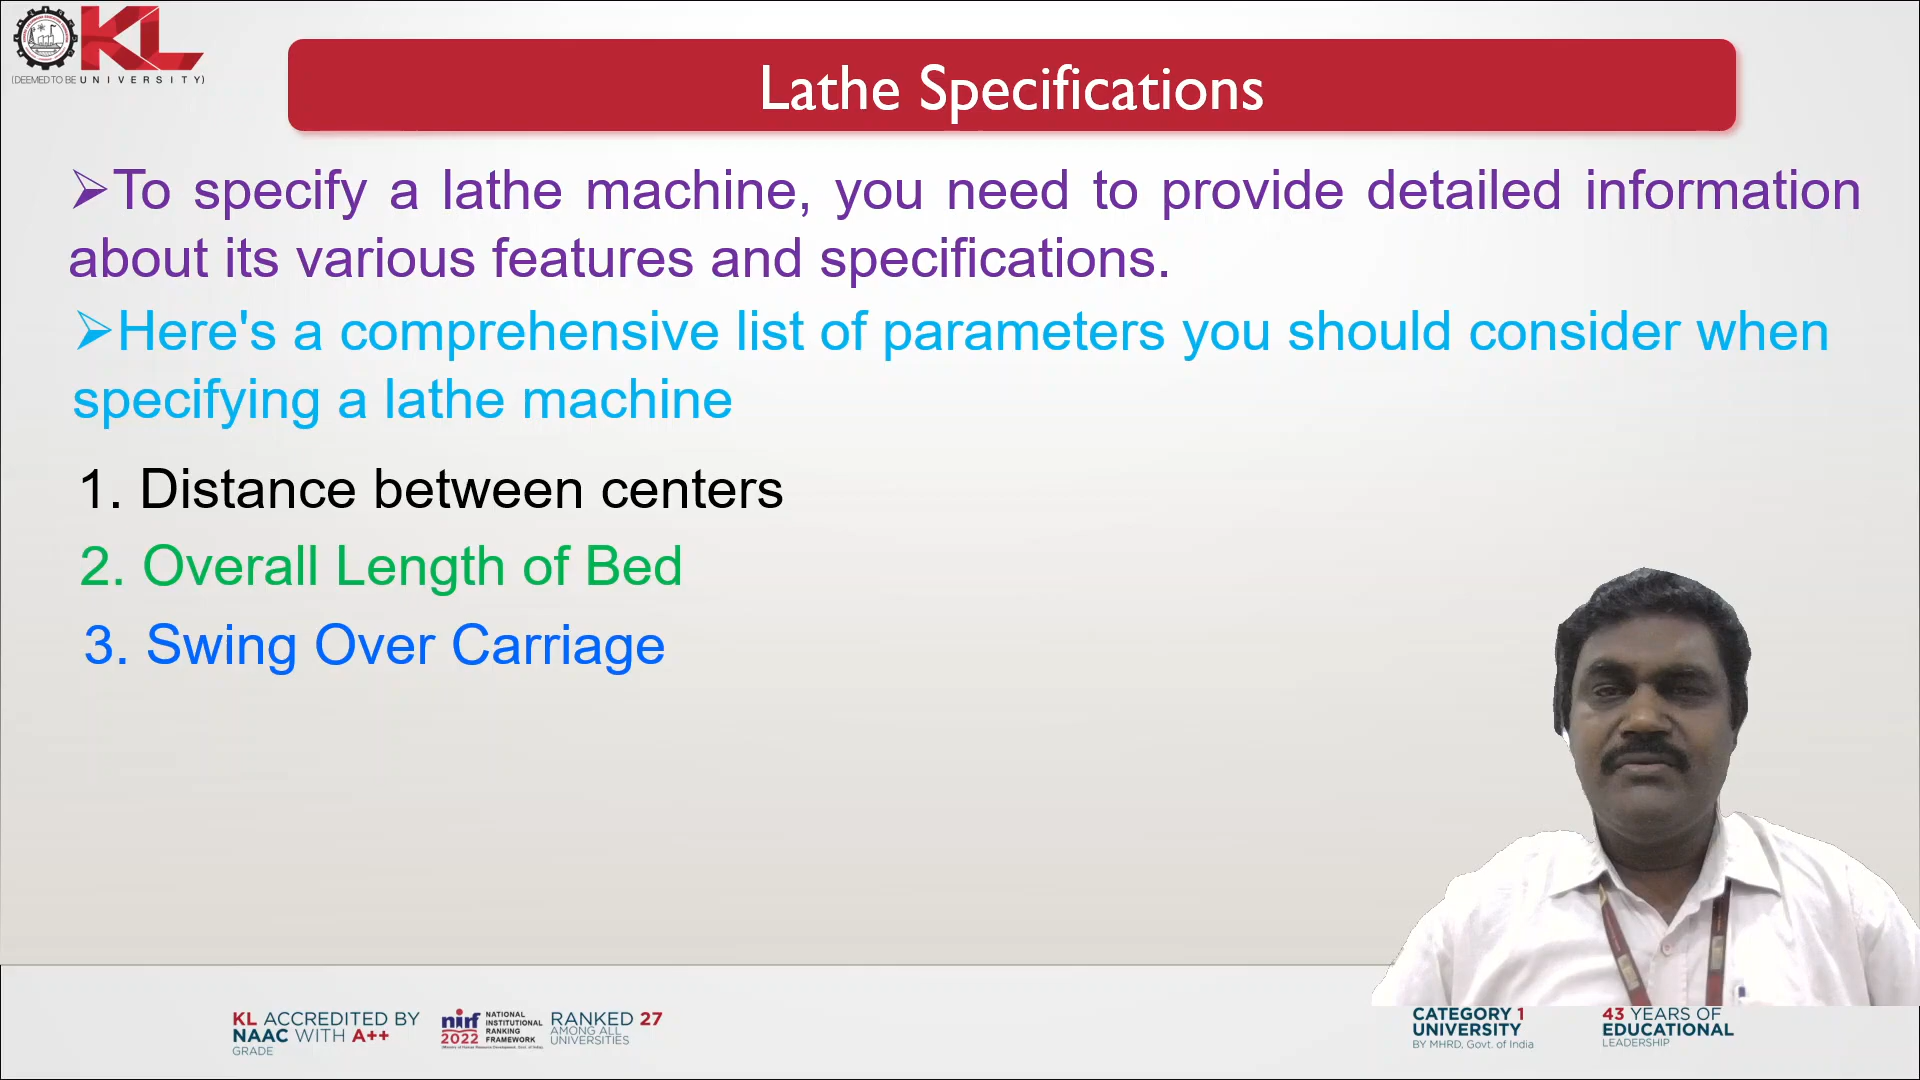 KL
(DEEMED TO BE UNIVERSITY)
Lathe Specifications
➢To specify a lathe machine, you need to provide detailed information
about its various features and specifications.
➢Here's a comprehensive list of parameters you should consider when
specifying a lathe machine
1. Distance between centers
2. Overall Length of Bed
3. Swing Over Carriage
KL ACCREDITED BY
NAAC WITH A++
GRADE
nirf
2022
NATIONAL
INSTITUTIONAL
RANKING
FRAMEWORK
RANKED 27
AMONG ALL
UNIVERSITIES
CATEGORY 1
UNIVERSITY
BY MHRD, Govt. of India
43 YEARS OF
EDUCATIONAL
LEADERSHIP